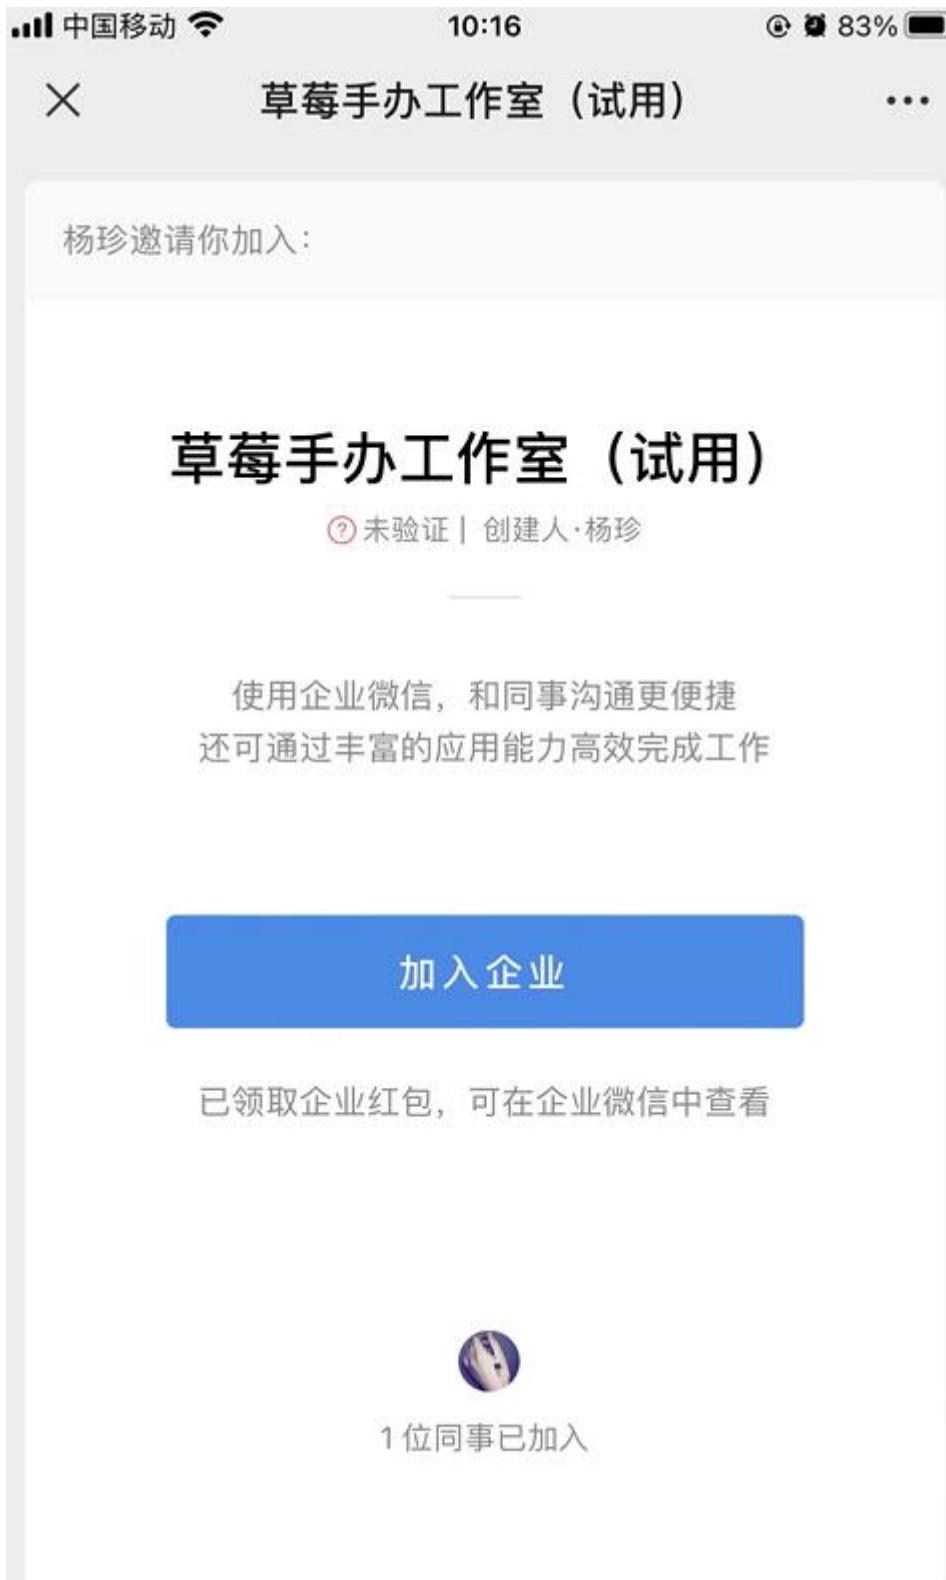 中国移动 10:16 83%
草莓手办工作室（试用）
杨珍邀请你加入：
草莓手办工作室（试用）
?未验证 | 创建人·杨珍
使用企业微信，和同事沟通更便捷
还可通过丰富的应用能力高效完成工作
加入企业
已领取企业红包，可在企业微信中查看
1位同事已加入